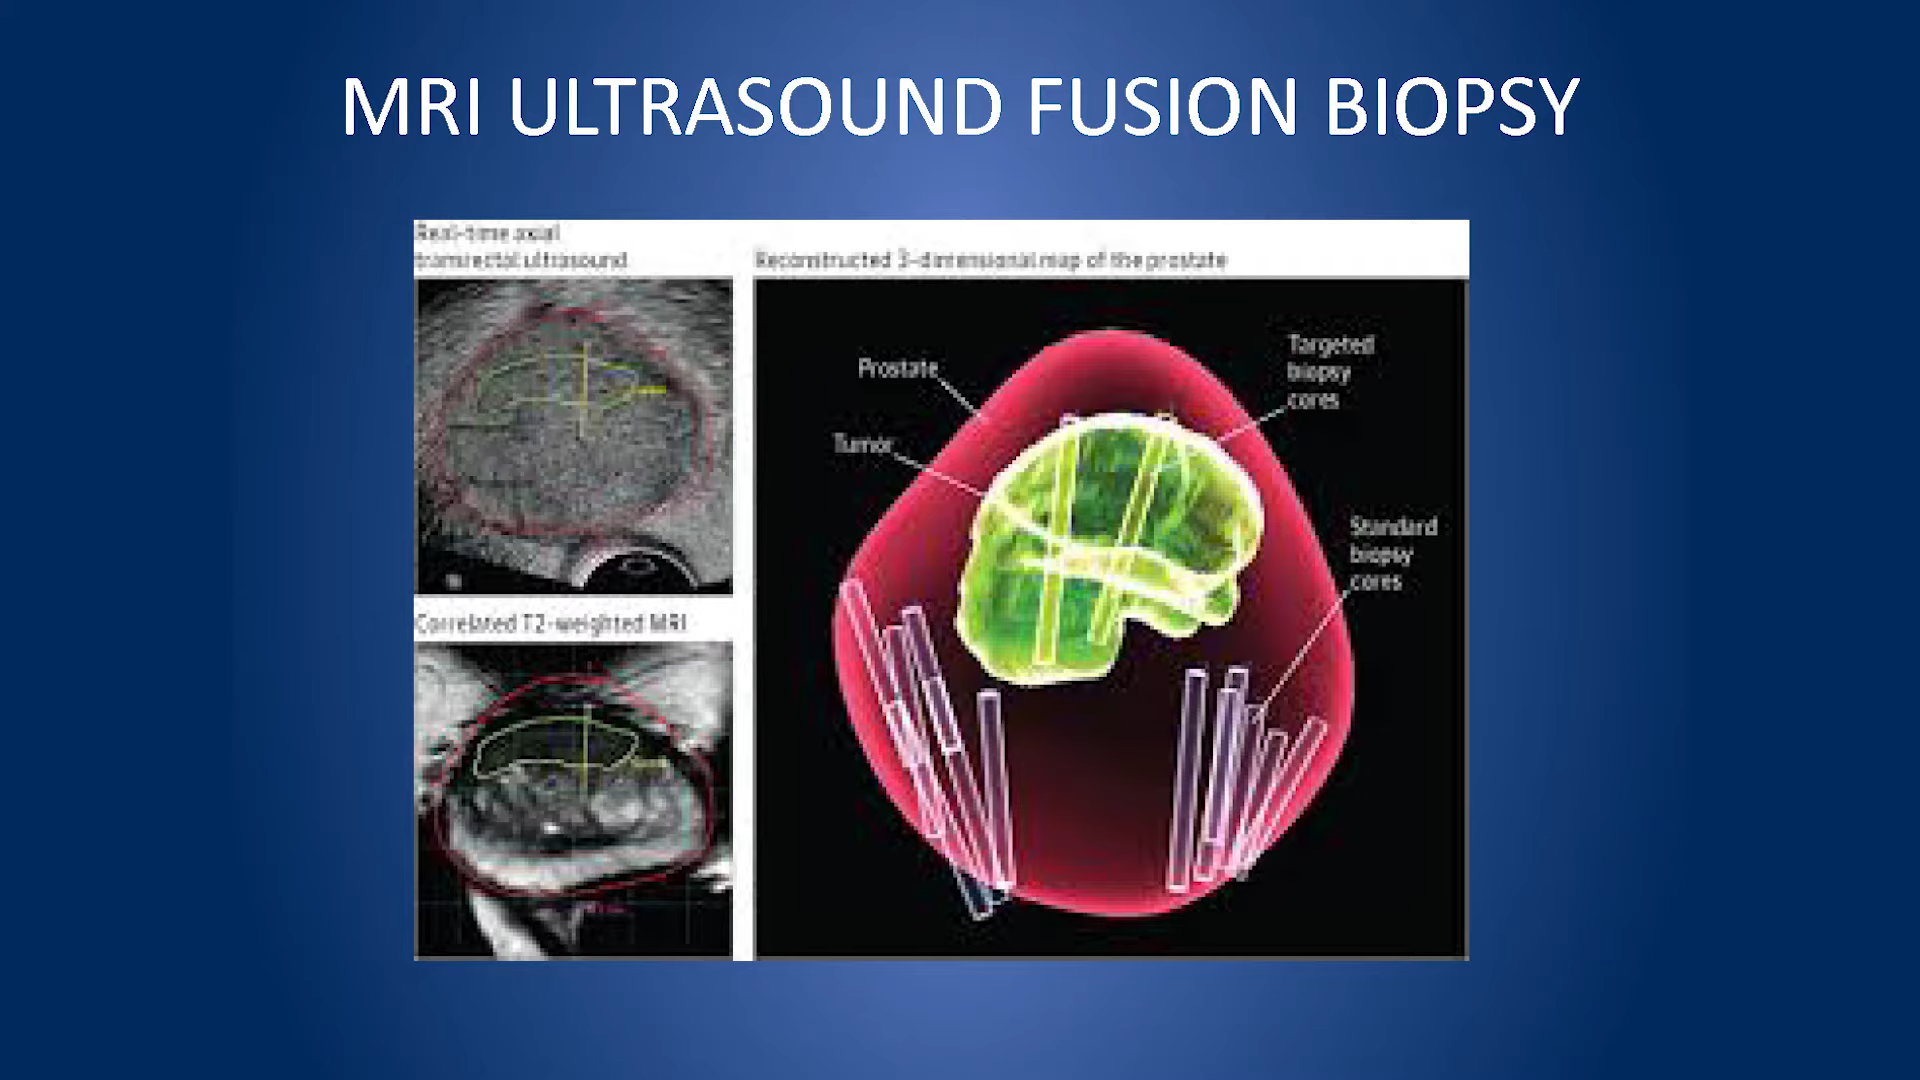 MRI ULTRASOUND FUSION BIOPSY
Real-time axial
transrectal ultrasound
Reconstructed 3-dimensional map of the prostate
Prostate
Tumor
Targeted
biopsy
cores
Standard
biopsy
cores
Correlated T2-weighted MRI